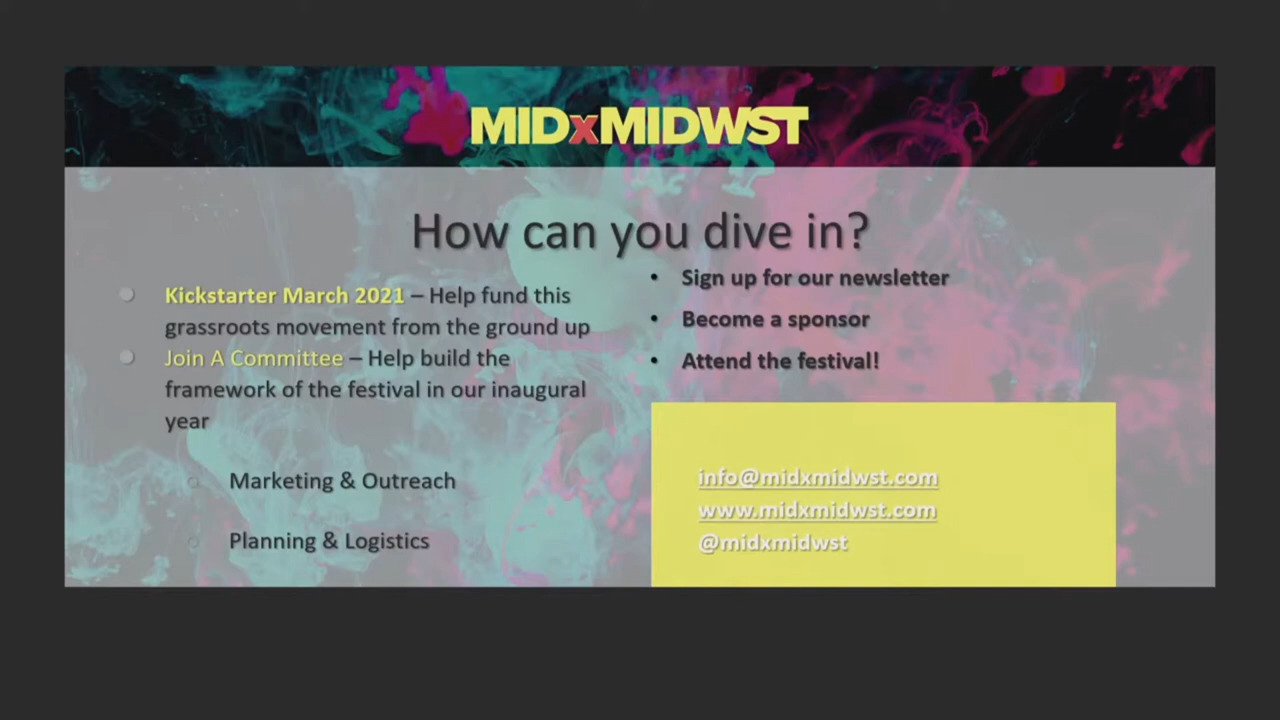 MIDxMIDWST
How can you dive in?
Kickstarter March 2021 – Help fund this
grassroots movement from the ground up
Join A Committee – Help build the
framework of the festival in our inaugural
year
Marketing & Outreach
Planning & Logistics
• Sign up for our newsletter
• Become a sponsor
• Attend the festival!
info@midxmidwst.com
www.midxmidwst.com
@midxmidwst